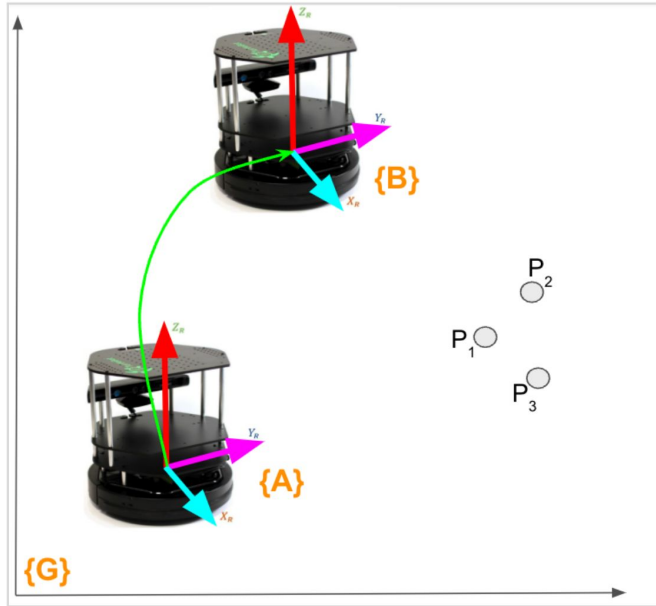 Z_R
Y_R
{B}
X_R
P_2
P_1
P_3
Z_R
Y_R
{A}
X_R
{G}